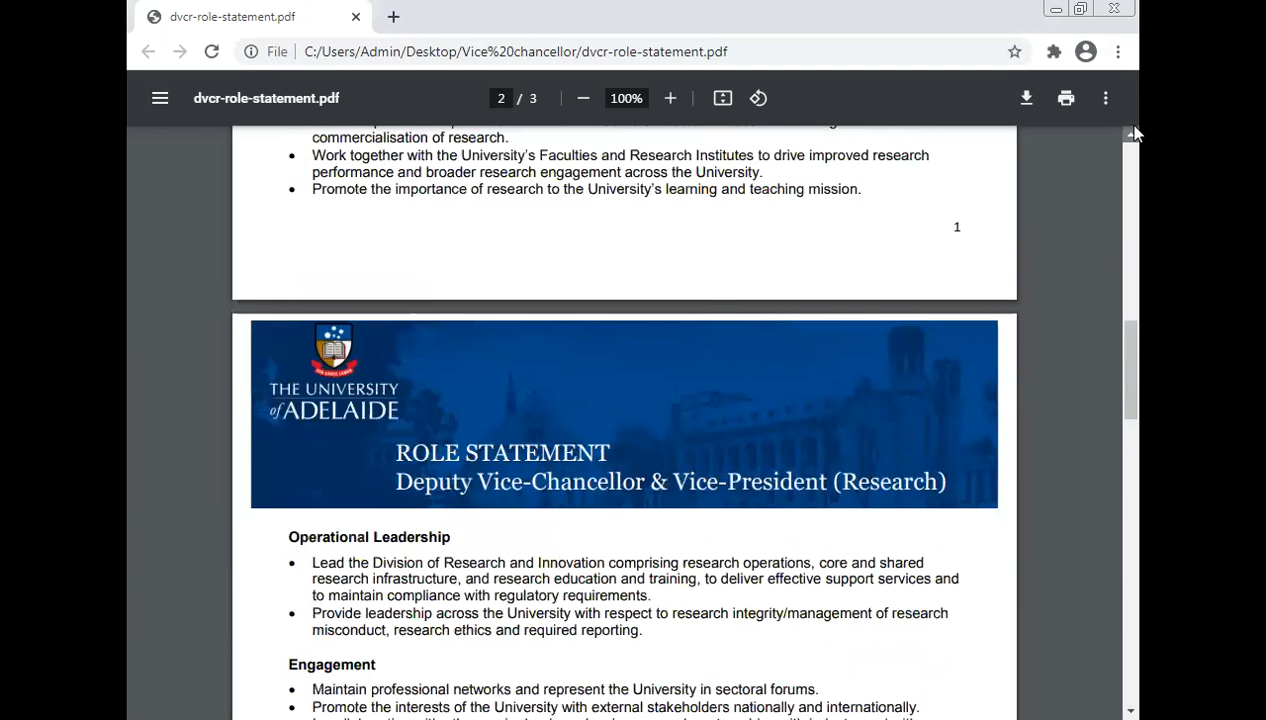 dvcr-role-statement.pdf
File
C:/Users/Admin/Desktop/Vice%20chancellor/dvcr-role-statement.pdf
dvcr-role-statement.pdf
2 / 3
100%
commercialisation of research.
• Work together with the University's Faculties and Research Institutes to drive improved research
performance and broader research engagement across the University.
• Promote the importance of research to the University's learning and teaching mission.
1
THE UNIVERSITY
of ADELAIDE
ROLE STATEMENT
Deputy Vice-Chancellor & Vice-President (Research)
Operational Leadership
• Lead the Division of Research and Innovation comprising research operations, core and shared
research infrastructure, and research education and training, to deliver effective support services and
to maintain compliance with regulatory requirements.
• Provide leadership across the University with respect to research integrity/management of research
misconduct, research ethics and required reporting.
Engagement
• Maintain professional networks and represent the University in sectoral forums.
• Promote the interests of the University with external stakeholders nationally and internationally.